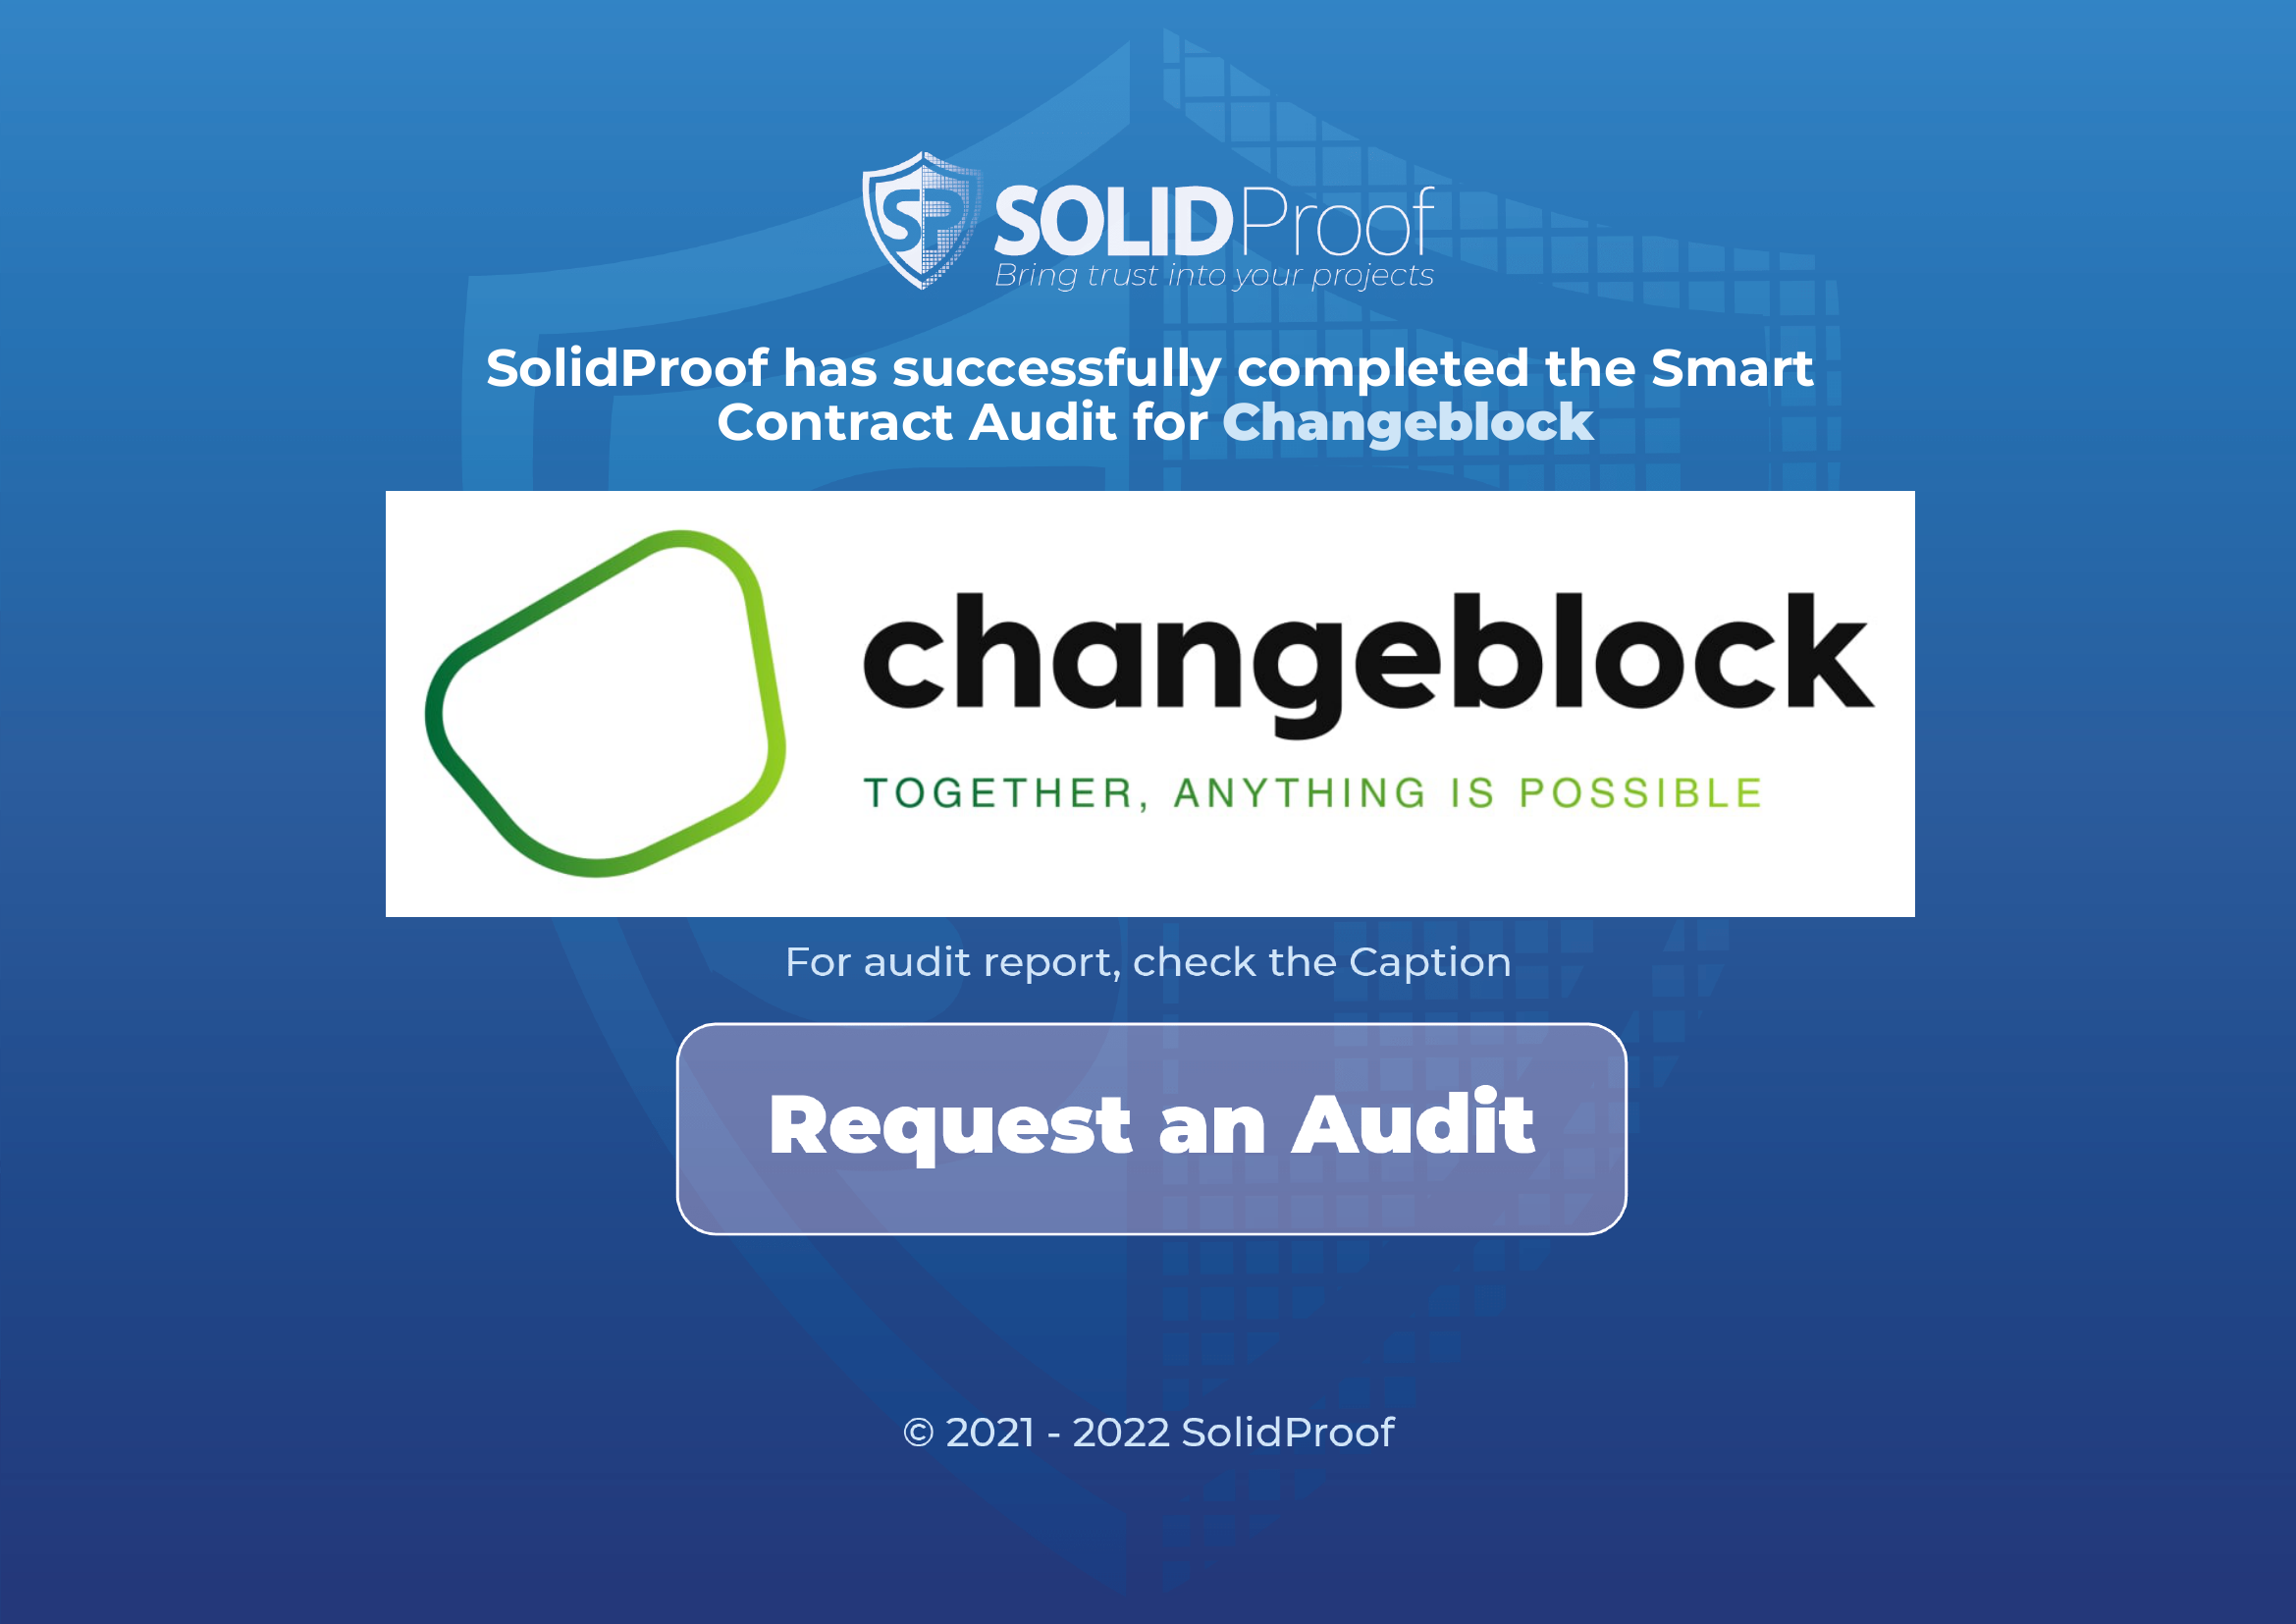 SP SOLIDProof
Bring trust into your projects
SolidProof has successfully completed the Smart
Contract Audit for Changeblock
changeblock
TOGETHER, ANYTHING IS POSSIBLE
For audit report, check the Caption
Request an Audit
© 2021 - 2022 SolidProof